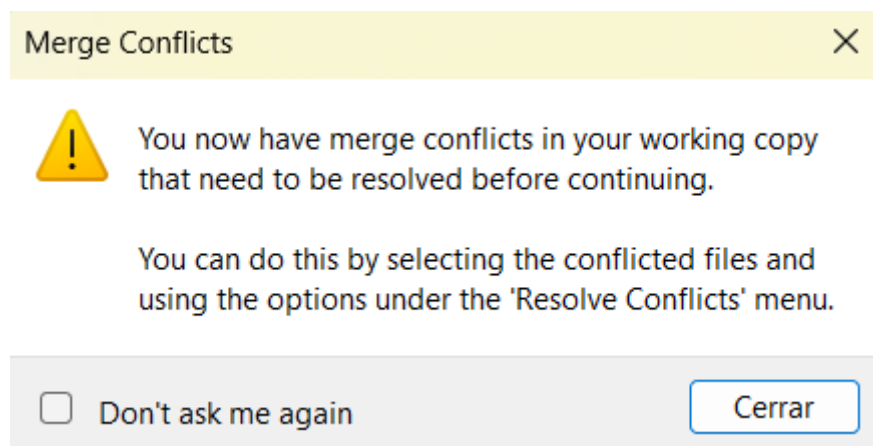 Merge Conflicts
You now have merge conflicts in your working copy
that need to be resolved before continuing.
You can do this by selecting the conflicted files and
using the options under the 'Resolve Conflicts' menu.
Don't ask me again
Cerrar